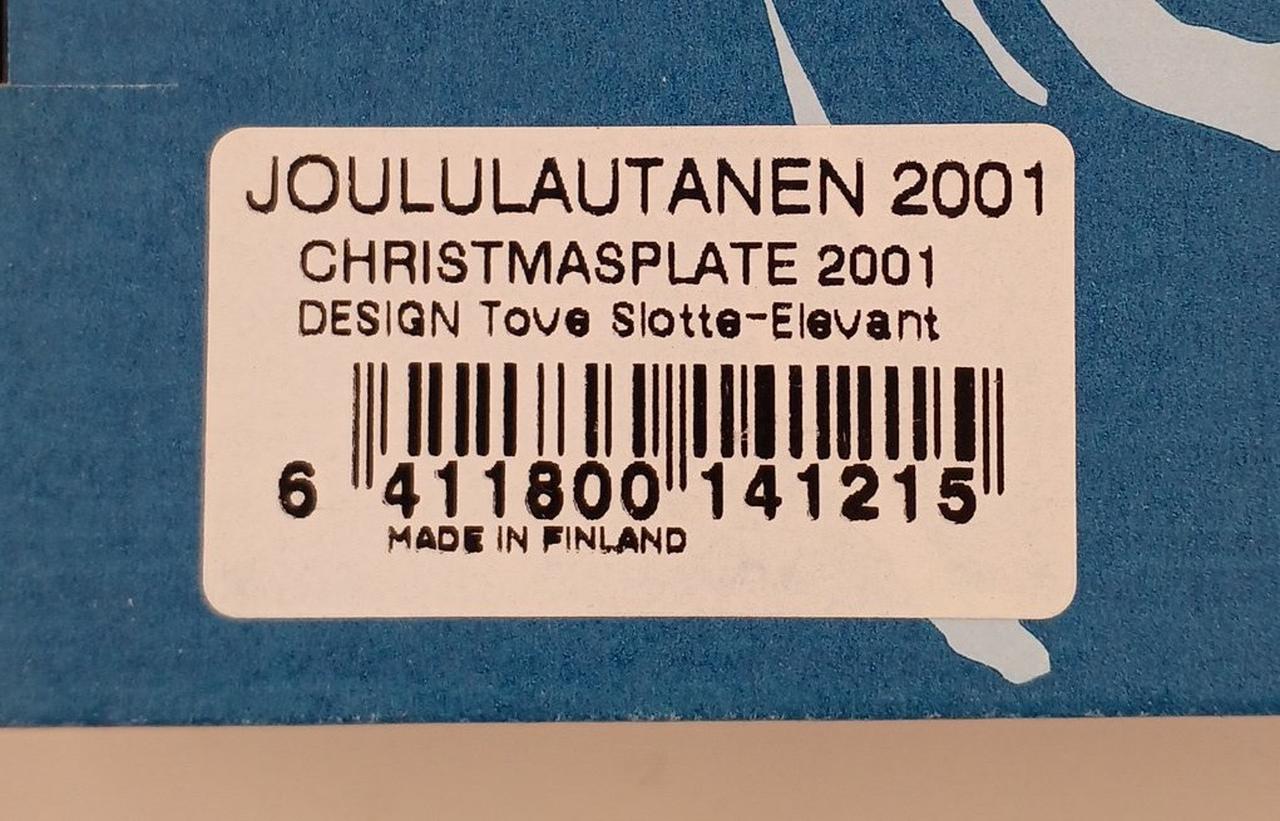 JOULULAUTANEN 2001
CHRISTMASPLATE 2001
DESIGN Tove Slotte-Elevant
6 411800 141215
MADE IN FINLAND